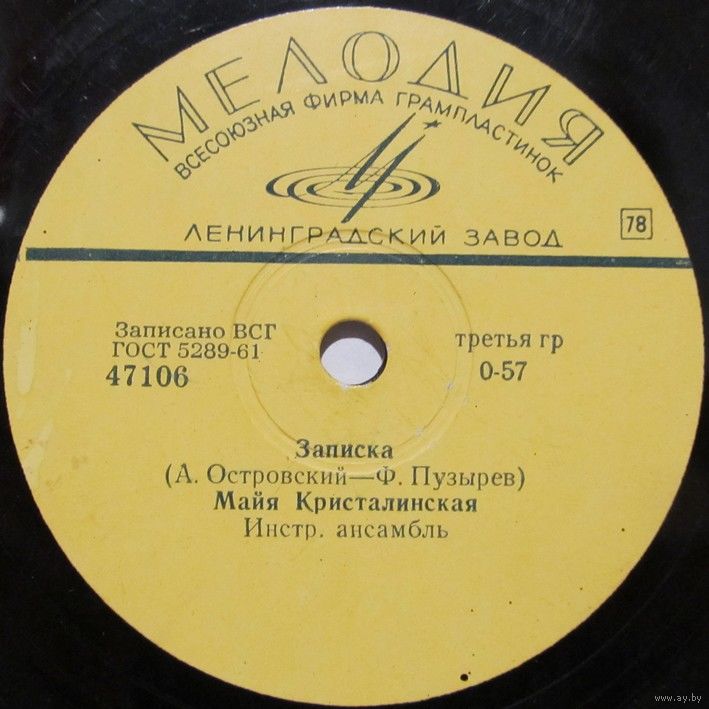 МЕЛОДИЯ
ВСЕСОЮЗНАЯ ФИРМА ГРАМПЛАСТИНОК
ЛЕНИНГРАДСКИЙ ЗАВОД
78
Записано ВСГ
ГОСТ 5289-61
47106
третья гр
0-57
Записка
(А. Островский—Ф. Пузырев)
Майя Кристалинская
Инстр. ансамбль
www.ay.by